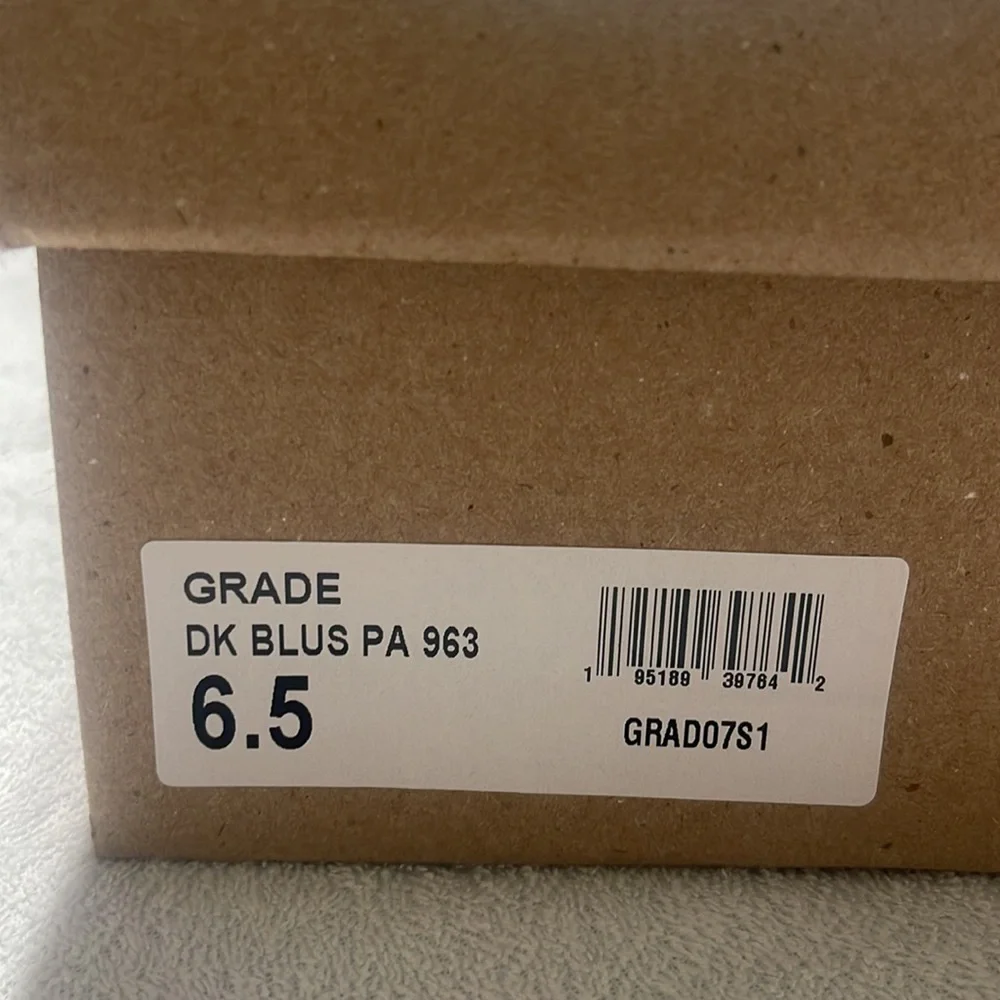 GRADE
DK BLUS PA 963
6.5
1 95189 39764 2
GRAD07S1